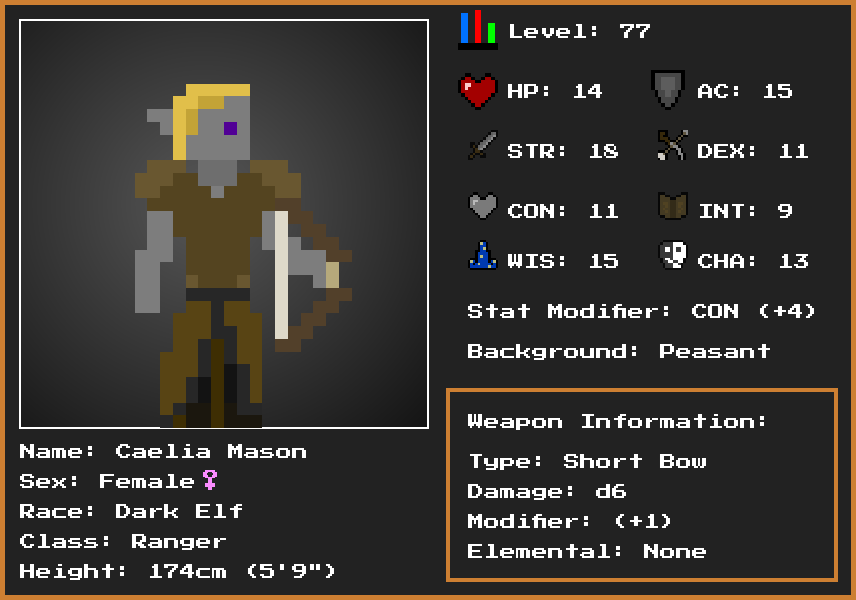 Level: 77
HP: 14 AC: 15
STR: 18 DEX: 11
CON: 11 INT: 9
WIS: 15 CHA: 13
Stat Modifier: CON (+4)
Background: Peasant
Weapon Information:
Type: Short Bow
Damage: d6
Modifier: (+1)
Elemental: None
Name: Caelia Mason
Sex: Female♀
Race: Dark Elf
Class: Ranger
Height: 174cm (5'9")